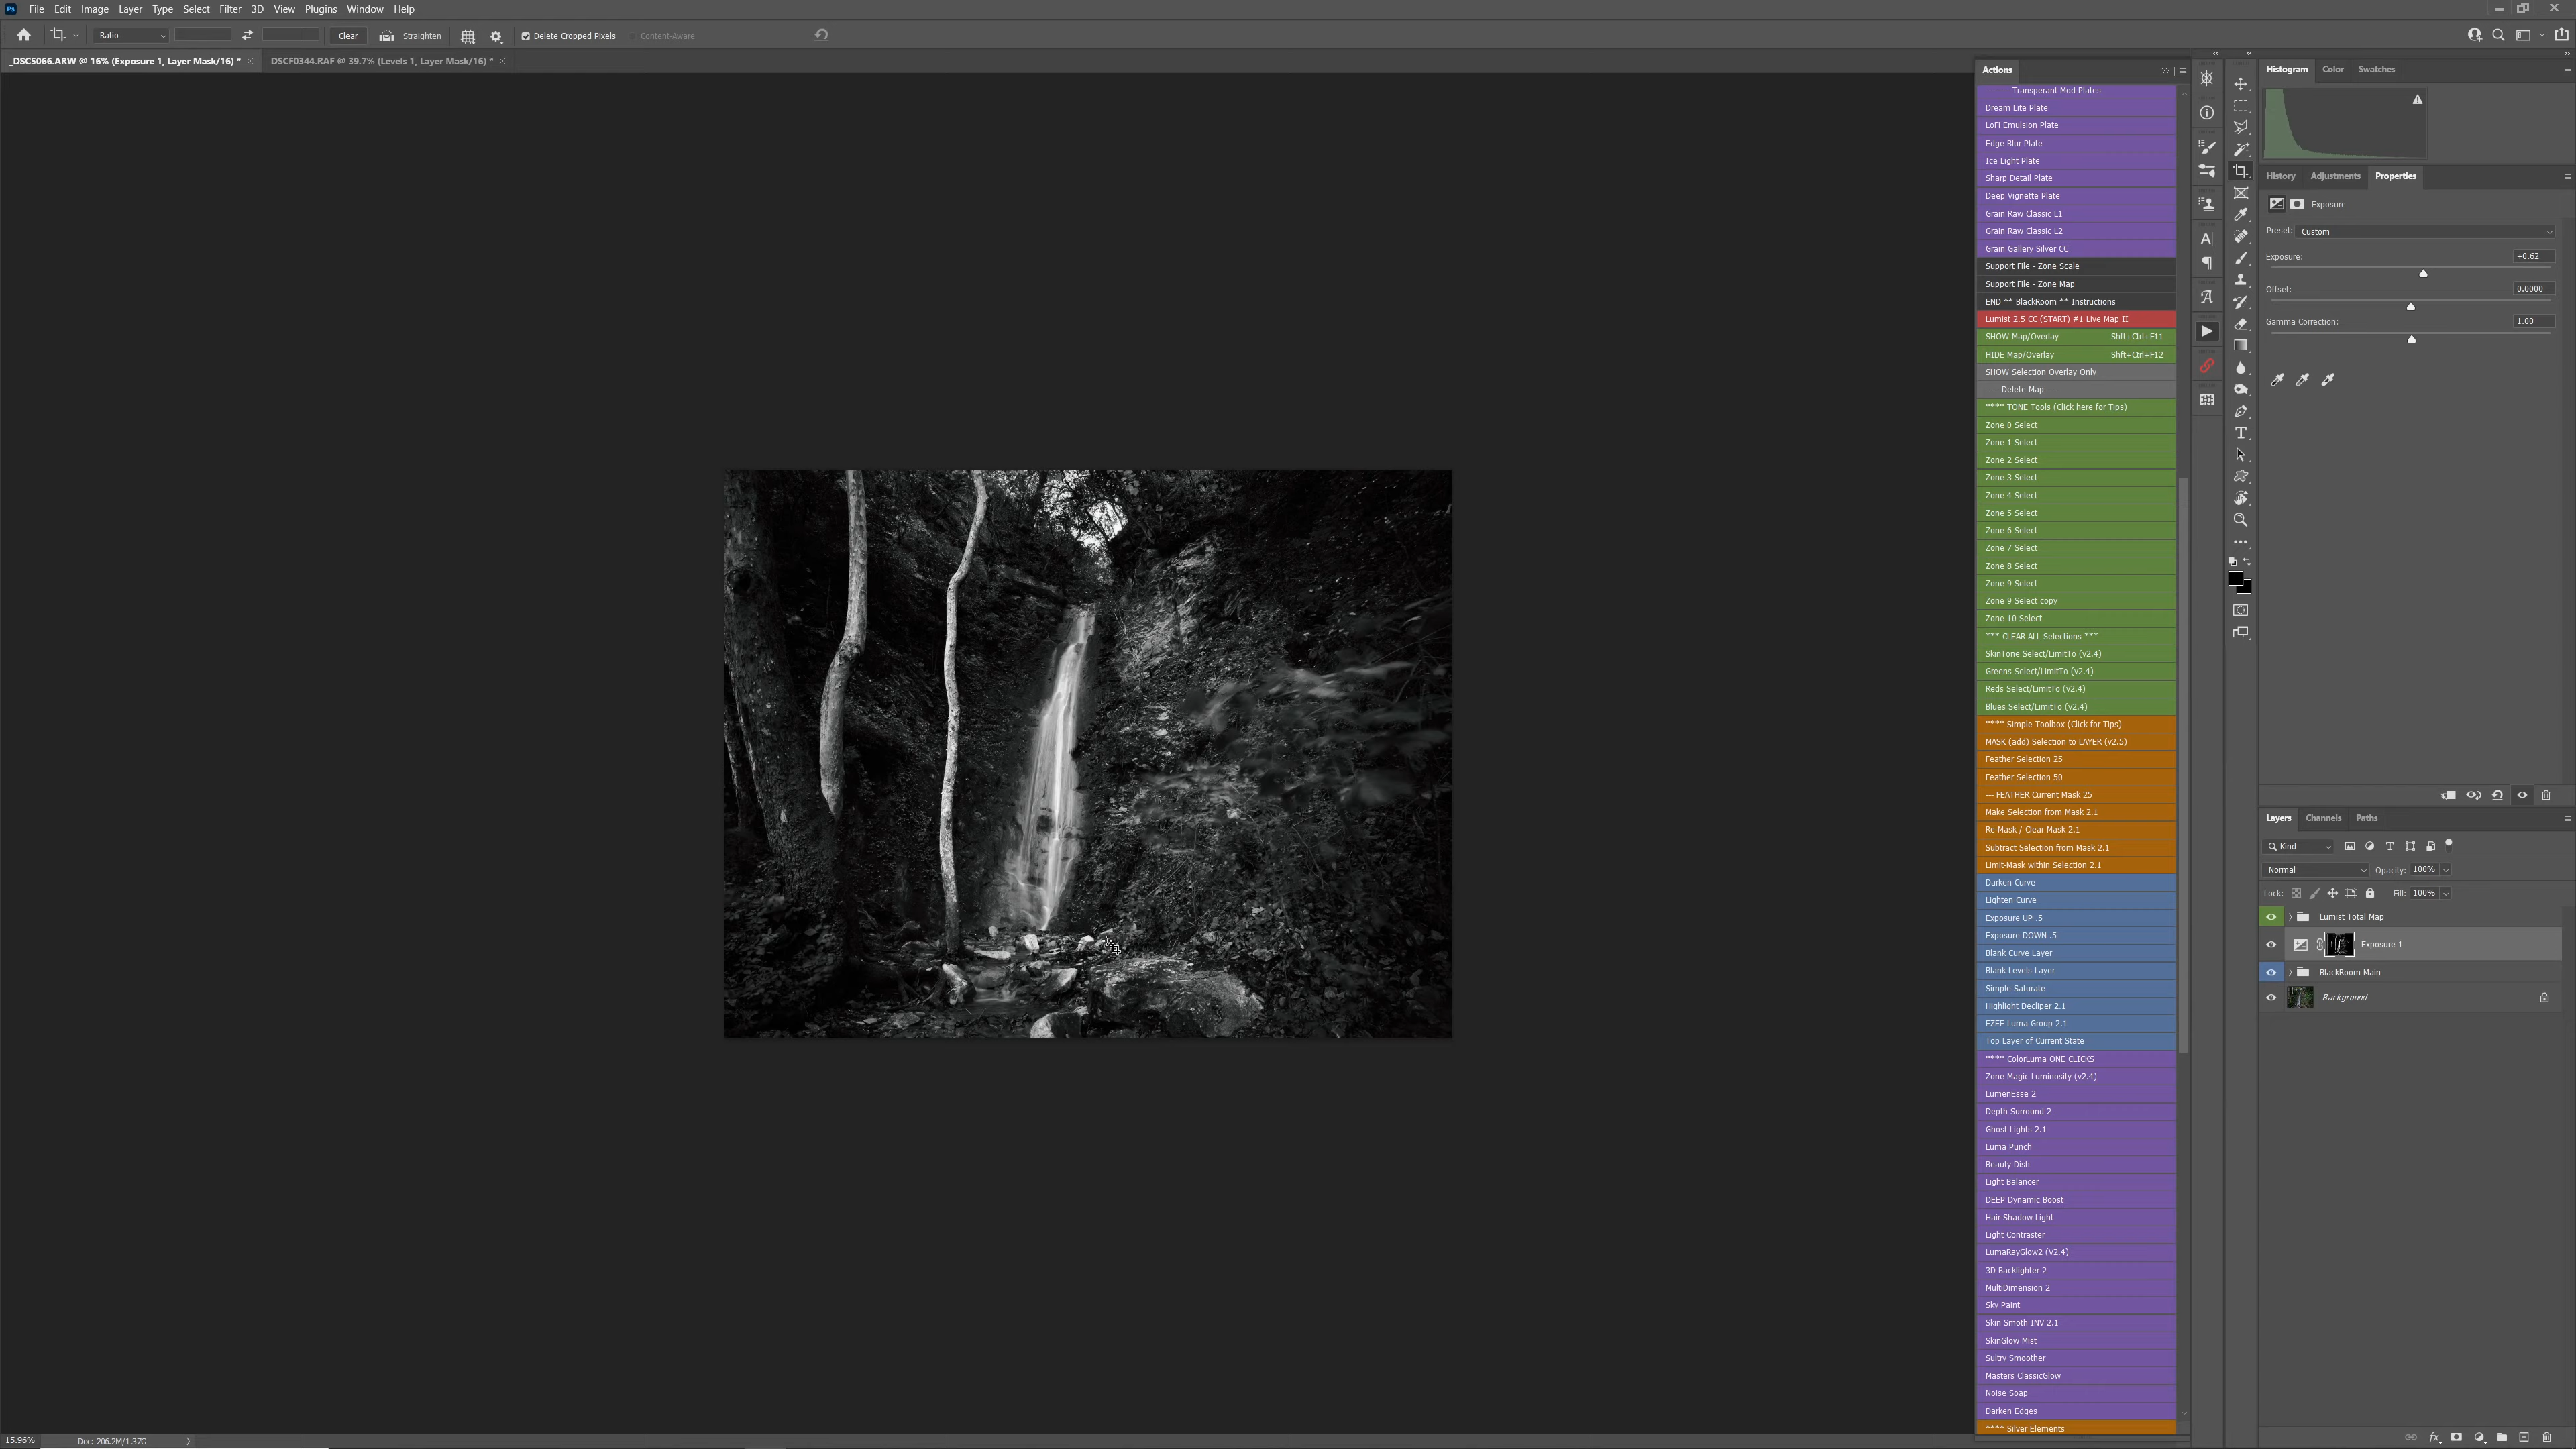 Ps File Edit Image Layer Type Select Filter 3D View Plugins Window Help
Ratio Clear Straighten Delete Cropped Pixels Content-Aware
_DSC5066.ARW @ 16% (Exposure 1, Layer Mask/16) * × DSCF0344.RAF @ 39.7% (Levels 1, Layer Mask/16) * ×
Actions
--------- Transperant Mod Plates
Dream Lite Plate
LoFi Emulsion Plate
Edge Blur Plate
Ice Light Plate
Sharp Detail Plate
Deep Vignette Plate
Grain Raw Classic L1
Grain Raw Classic L2
Grain Gallery Silver CC
Support File - Zone Scale
Support File - Zone Map
END ** BlackRoom ** Instructions
Lumist 2.5 CC (START) #1 Live Map II
SHOW Map/Overlay Shft+Ctrl+F11
HIDE Map/Overlay Shft+Ctrl+F12
SHOW Selection Overlay Only
----- Delete Map -----
**** TONE Tools (Click here for Tips)
Zone 0 Select
Zone 1 Select
Zone 2 Select
Zone 3 Select
Zone 4 Select
Zone 5 Select
Zone 6 Select
Zone 7 Select
Zone 8 Select
Zone 9 Select
Zone 9 Select copy
Zone 10 Select
*** CLEAR ALL Selections ***
SkinTone Select/LimitTo (v2.4)
Greens Select/LimitTo (v2.4)
Reds Select/LimitTo (v2.4)
Blues Select/LimitTo (v2.4)
**** Simple Toolbox (Click for Tips)
MASK (add) Selection to LAYER (v2.5)
Feather Selection 25
Feather Selection 50
--- FEATHER Current Mask 25
Make Selection from Mask 2.1
Re-Mask / Clear Mask 2.1
Subtract Selection from Mask 2.1
Limit-Mask within Selection 2.1
Darken Curve
Lighten Curve
Exposure UP .5
Exposure DOWN .5
Blank Curve Layer
Blank Levels Layer
Simple Saturate
Highlight Decliper 2.1
EZEE Luma Group 2.1
Top Layer of Current State
**** ColorLuma ONE CLICKS
Zone Magic Luminosity (v2.4)
LumenEsse 2
Depth Surround 2
Ghost Lights 2.1
Luma Punch
Beauty Dish
Light Balancer
DEEP Dynamic Boost
Hair-Shadow Light
Light Contraster
LumaRayGlow2 (V2.4)
3D Backlighter 2
MultiDimension 2
Sky Paint
Skin Smoth INV 2.1
SkinGlow Mist
Sultry Smoother
Masters ClassicGlow
Noise Soap
Darken Edges
**** Silver Elements
Histogram Color Swatches
History Adjustments Properties
Exposure
Preset: Custom
Exposure: +0.62
Offset: 0.0000
Gamma Correction: 1.00
Layers Channels Paths
Kind
Normal Opacity: 100%
Lock: Fill: 100%
Lumist Total Map
Exposure 1
BlackRoom Main
Background
15.96% Doc: 206.2M/1.37G